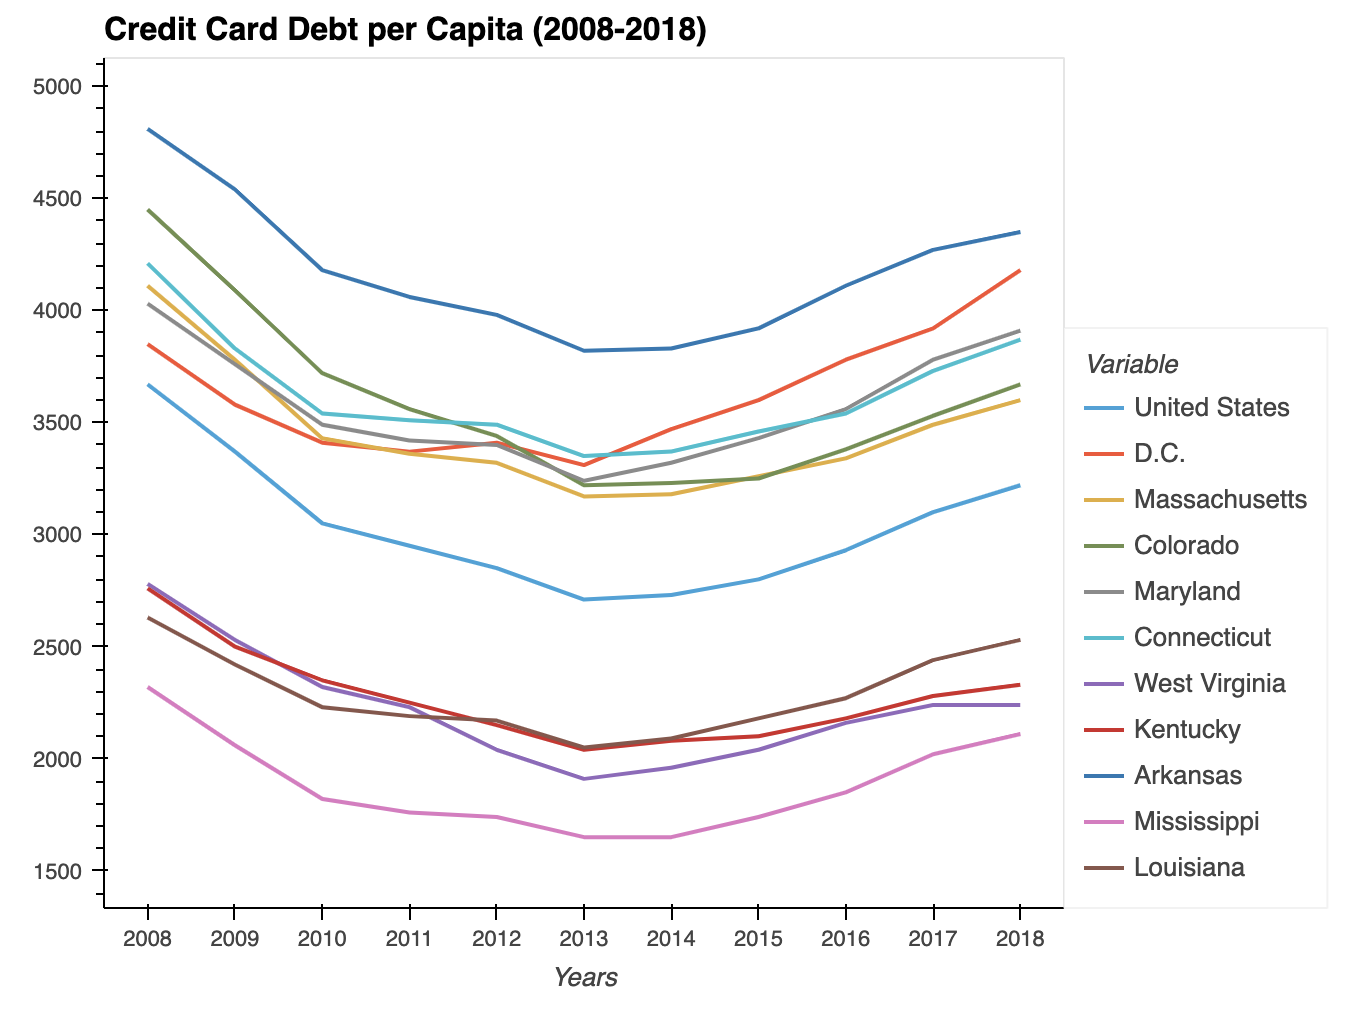 Credit Card Debt per Capita (2008-2018)
5000
4500
4000
3500
3000
2500
2000
1500
2008 2009 2010 2011 2012 2013 2014 2015 2016 2017 2018
Years
Variable
United States
D.C.
Massachusetts
Colorado
Maryland
Connecticut
West Virginia
Kentucky
Arkansas
Mississippi
Louisiana